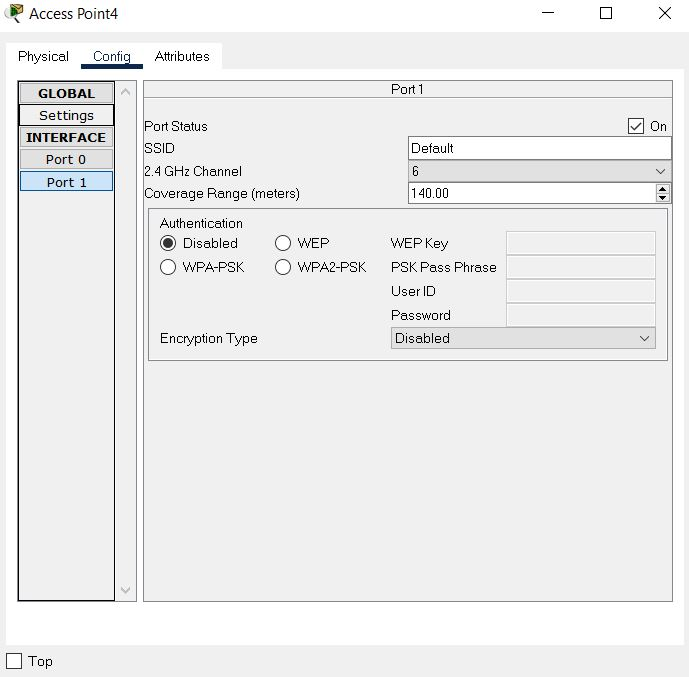 Access Point4
Physical Config Attributes
GLOBAL
Settings
INTERFACE
Port 0
Port 1
Port 1
Port Status On
SSID Default
2.4 GHz Channel 6
Coverage Range (meters) 140.00
Authentication
Disabled WEP WEP Key
WPA-PSK WPA2-PSK PSK Pass Phrase
User ID
Password
Encryption Type Disabled
Top